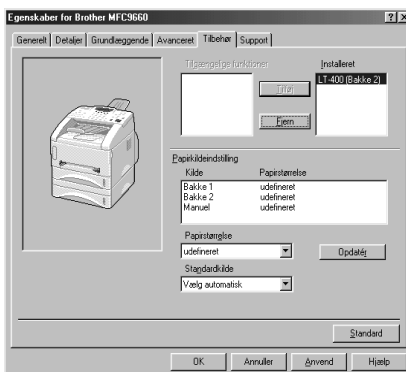 Egenskaber for Brother MFC9660
Generelt Detaljer Grundlæggende Avanceret Tilbehør Support
Tilgængelige funktioner
Installeret
LT-400 (Bakke 2)
Tilføj
Fjern
Papirkildeindstilling
Kilde Papirstørrelse
Bakke 1 udefineret
Bakke 2 udefineret
Manuel udefineret
Papirstørrelse
udefineret
Opdatér
Standardkilde
Vælg automatisk
Standard
OK Annuller Anvend Hjælp